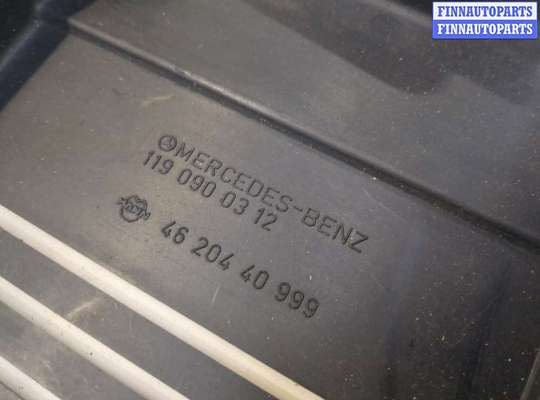 FINNAUTOPARTS
FINNAUTOPARTS
MERCEDES-BENZ
119 090 03 12
46 204 40 999